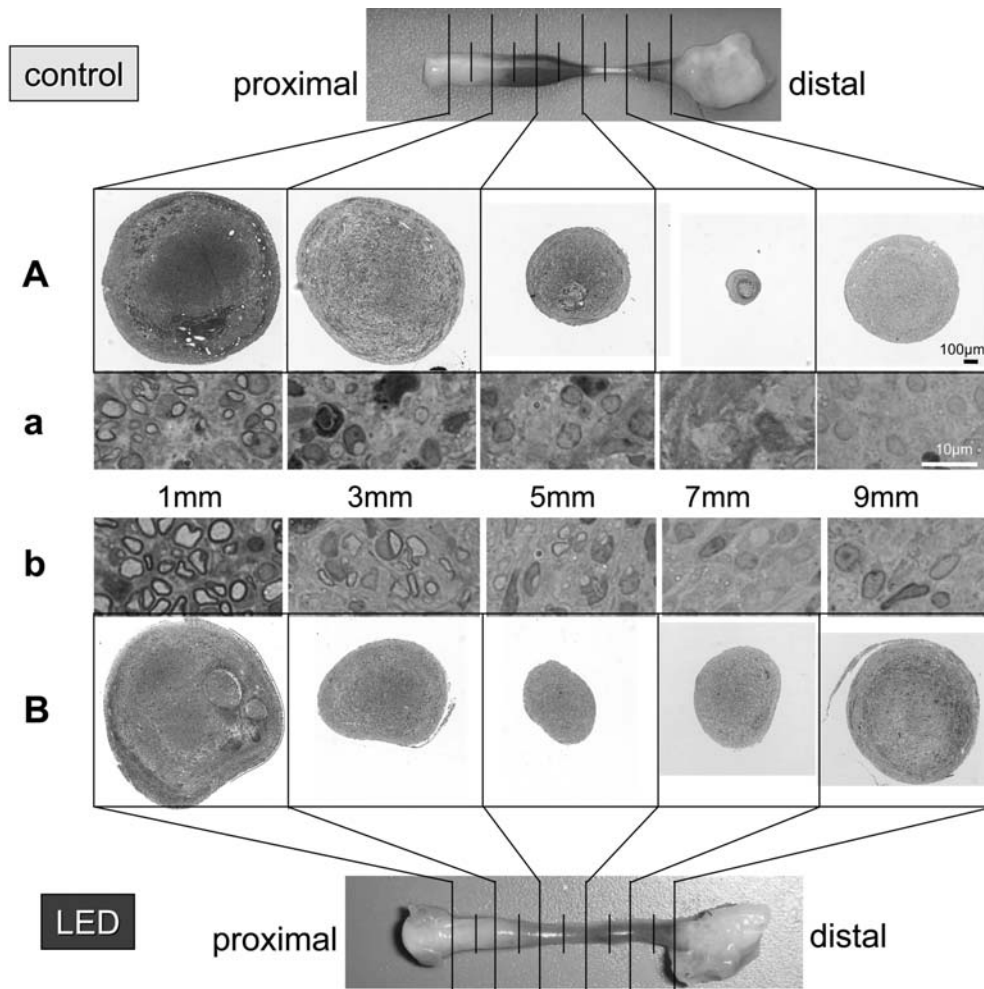 control
proximal
distal
A
100µm
a
10µm
1mm 3mm 5mm 7mm 9mm
b
B
LED
proximal
distal